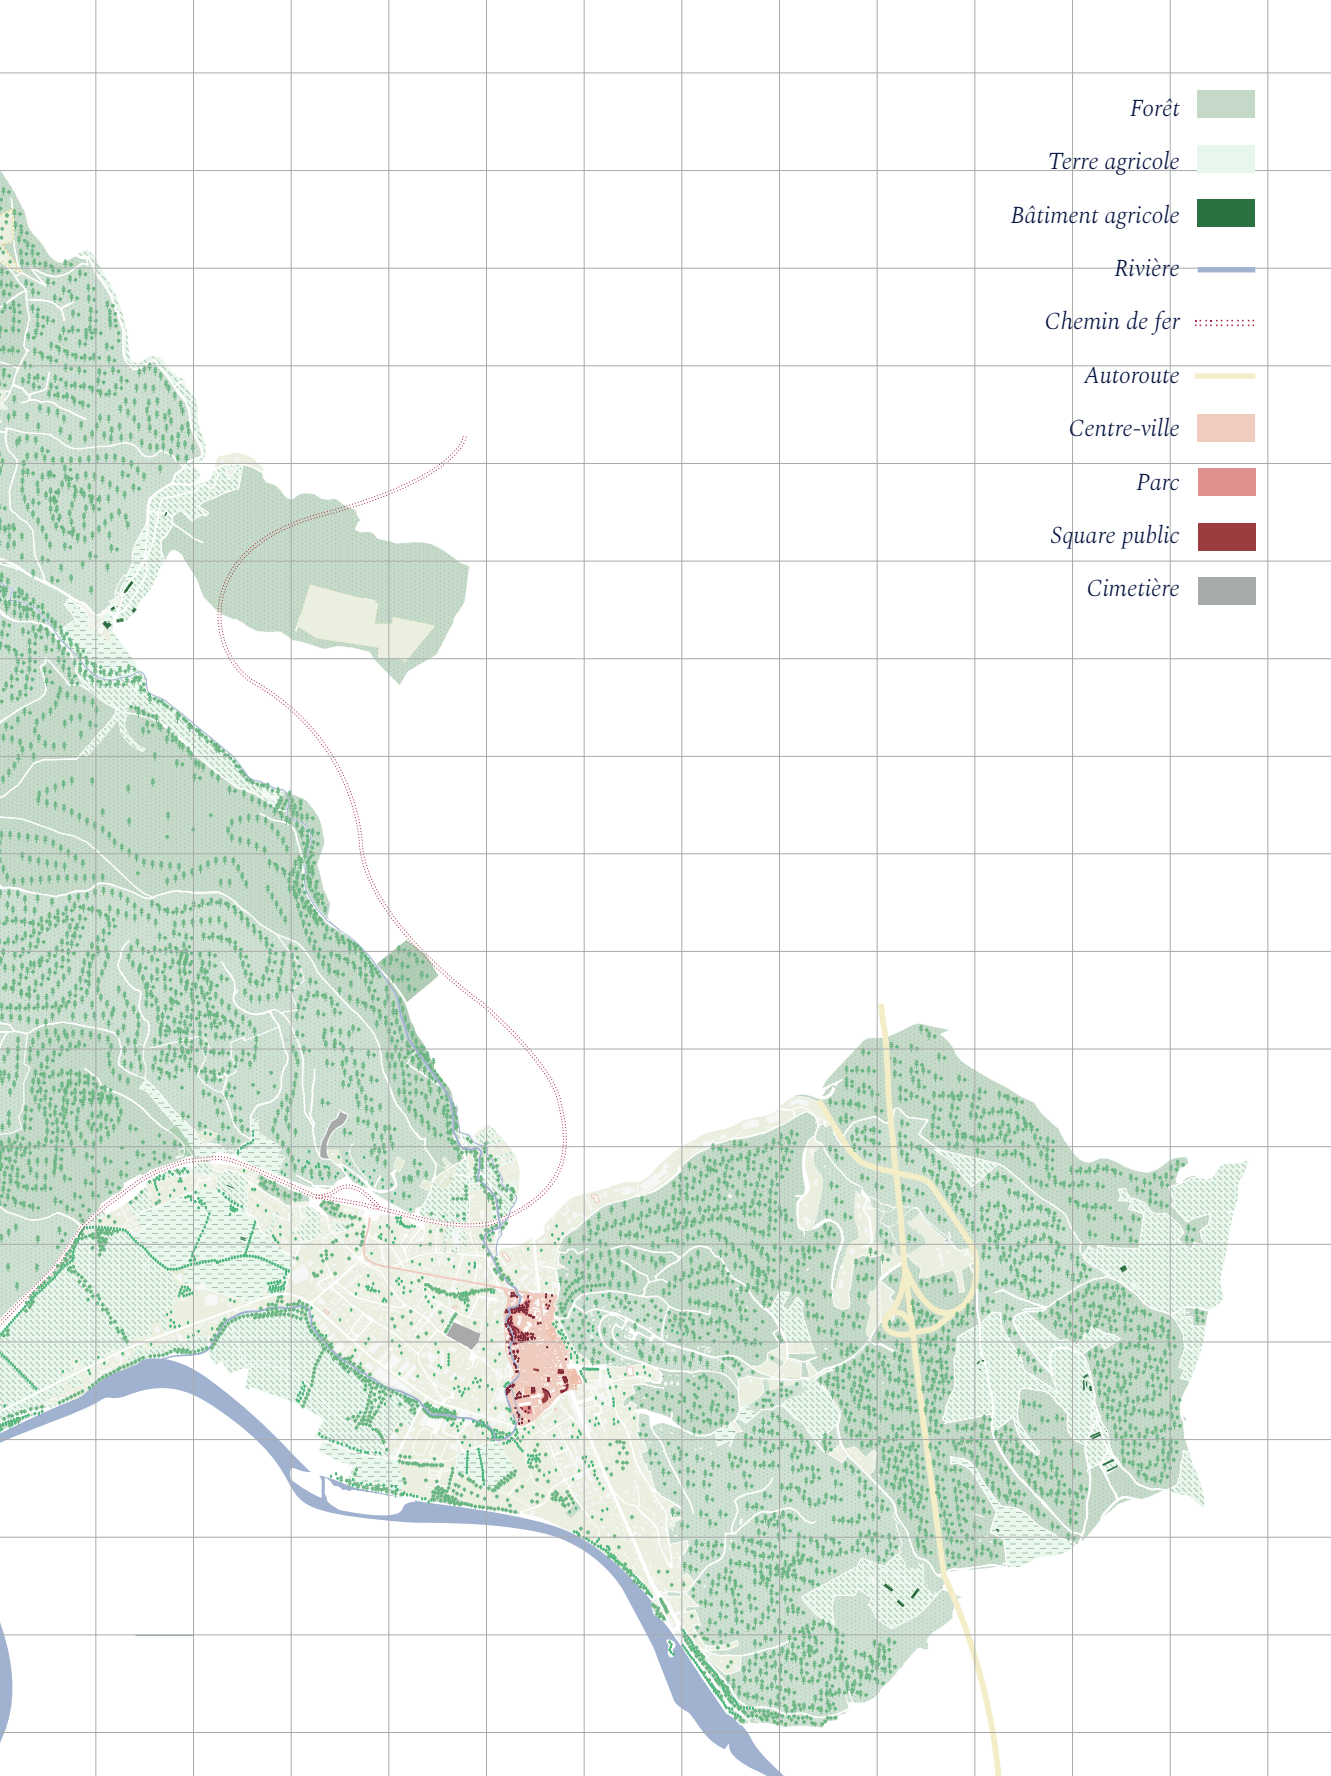 Forêt
Terre agricole
Bâtiment agricole
Rivière
Chemin de fer
Autoroute
Centre-ville
Parc
Square public
Cimetière